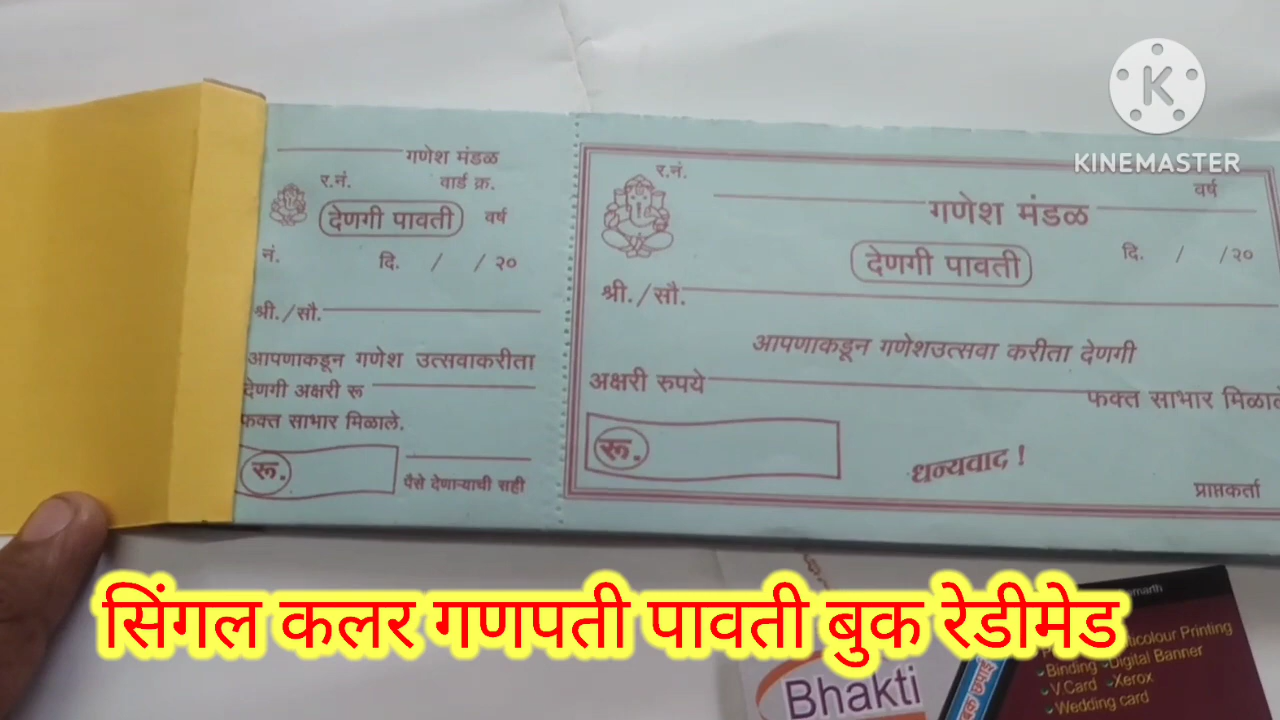 KINEMASTER
गणेश मंडळ
र.नं. वार्ड क्र.
देणगी पावती वर्ष
नं. दि. / / २०
श्री./सौ.
आपणाकडून गणेश उत्सवाकरीता
देणगी अक्षरी रू
फक्त साभार मिळाले.
रू.
पैसे देणाऱ्याची सही
र.नं. वर्ष
गणेश मंडळ
देणगी पावती दि. / / २०
श्री./सौ.
आपणाकडून गणेशउत्सवा करीता देणगी
अक्षरी रुपये
फक्त साभार
रू. धन्यवाद !
प्राप्तकर्ता
सिंगल कलर गणपती पावती बुक रेडीमेड
Bhakti
Printing
Binding Digital Banner
V.Card Xerox
Wedding card